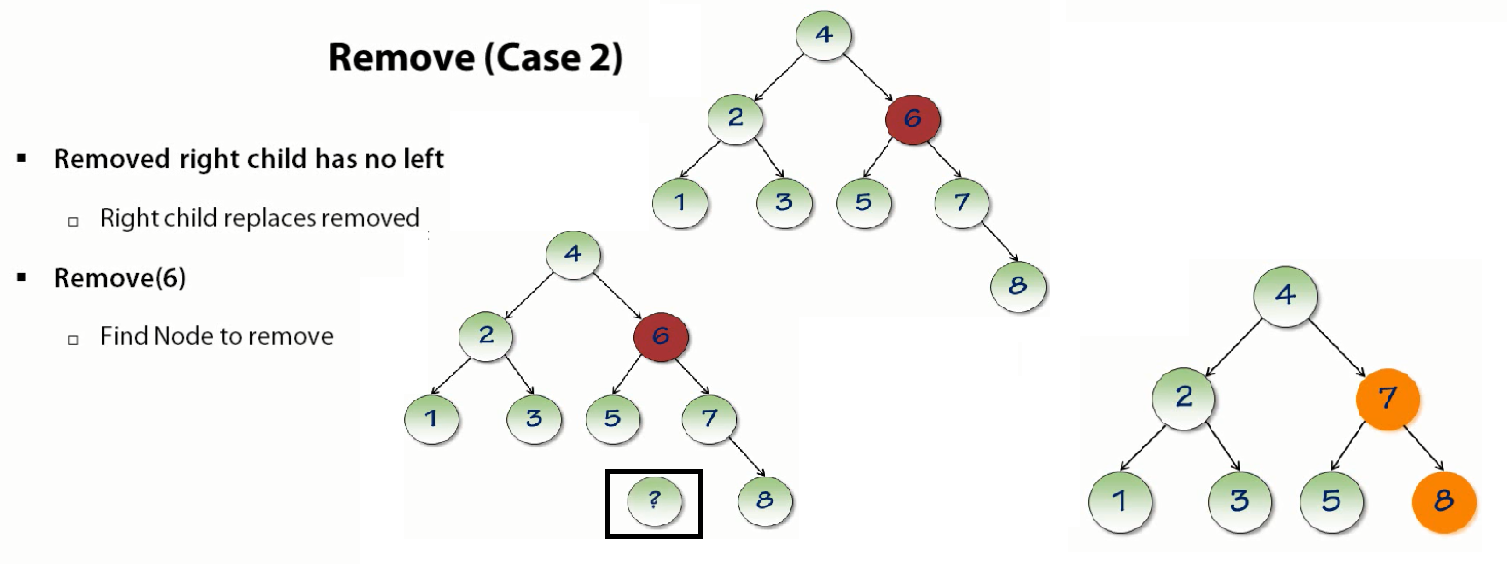 Remove (Case 2)
▪ Removed right child has no left
▫ Right child replaces removed
▪ Remove(6)
▫ Find Node to remove
4
2 6
1 3 5 7
8
4
2 6
1 3 5 7
? 8
4
2 7
1 3 5 8